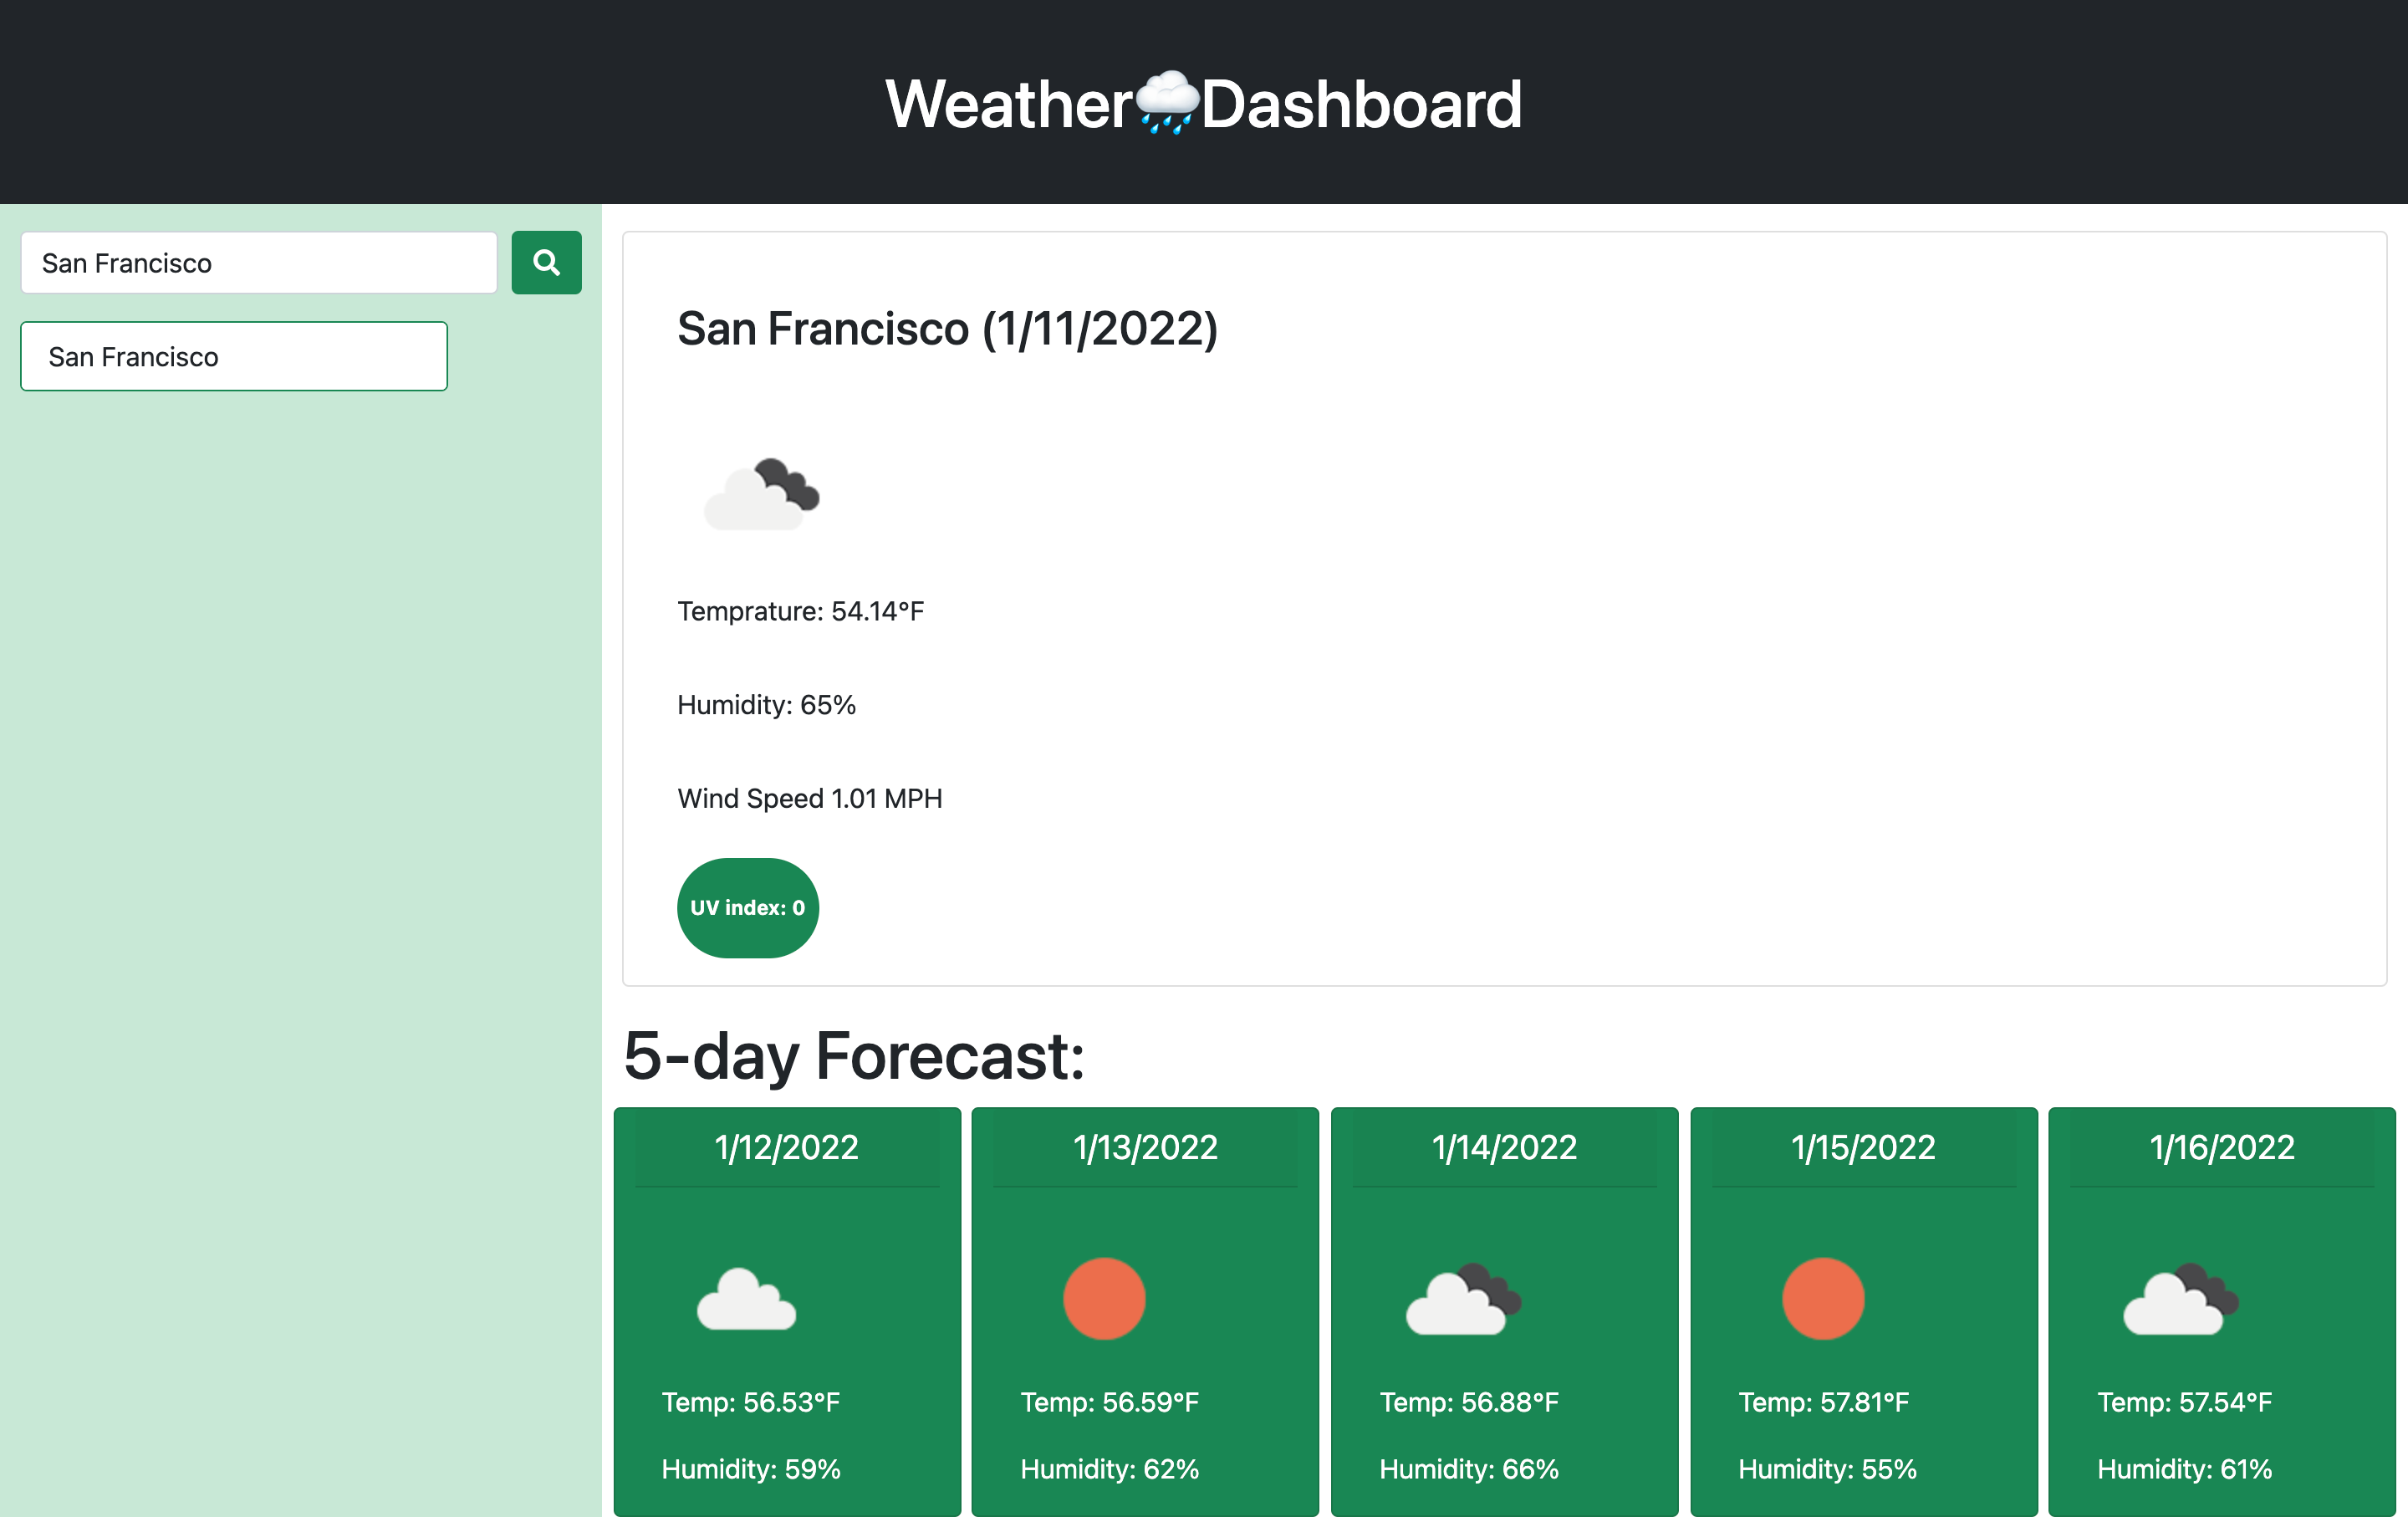 Weather🌧️Dashboard
San Francisco
San Francisco
San Francisco (1/11/2022)
Temprature: 54.14°F
Humidity: 65%
Wind Speed 1.01 MPH
UV index: 0
5-day Forecast:
1/12/2022
Temp: 56.53°F
Humidity: 59%
1/13/2022
Temp: 56.59°F
Humidity: 62%
1/14/2022
Temp: 56.88°F
Humidity: 66%
1/15/2022
Temp: 57.81°F
Humidity: 55%
1/16/2022
Temp: 57.54°F
Humidity: 61%